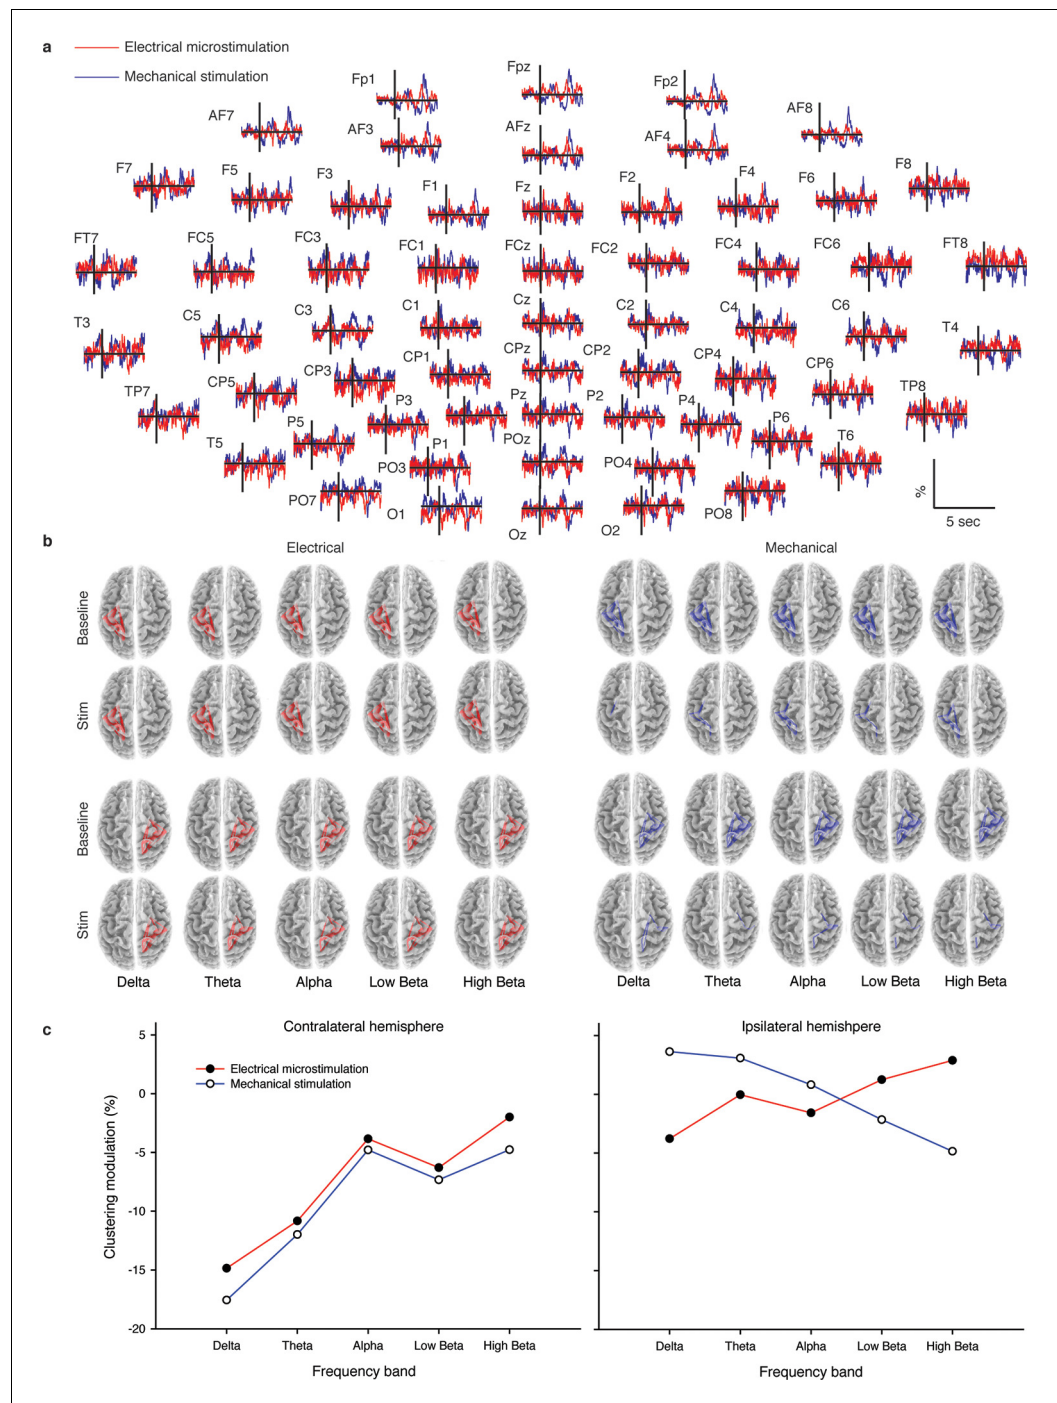 a
Electrical microstimulation
Mechanical stimulation
Fp1 Fpz Fp2
AF7 AF3 AFz AF4 AF8
F7 F5 F3 F1 Fz F2 F4 F6 F8
FT7 FC5 FC3 FC1 FCz FC2 FC4 FC6 FT8
T3 C5 C3 C1 Cz C2 C4 C6 T4
TP7 CP5 CP3 CP1 CPz CP2 CP4 CP6 TP8
T5 P5 P3 P1 Pz P2 P4 P6 T6
PO7 PO3 POz PO4 PO8
O1 Oz O2
%
5 sec
b
Electrical Mechanical
Baseline
Stim
Baseline
Stim
Delta Theta Alpha Low Beta High Beta Delta Theta Alpha Low Beta High Beta
c
Contralateral hemisphere
Electrical microstimulation
Mechanical stimulation
Clustering modulation (%)
5
0
-5
-10
-15
-20
Delta Theta Alpha Low Beta High Beta
Frequency band
Ipsilateral hemishpere
Delta Theta Alpha Low Beta High Beta
Frequency band